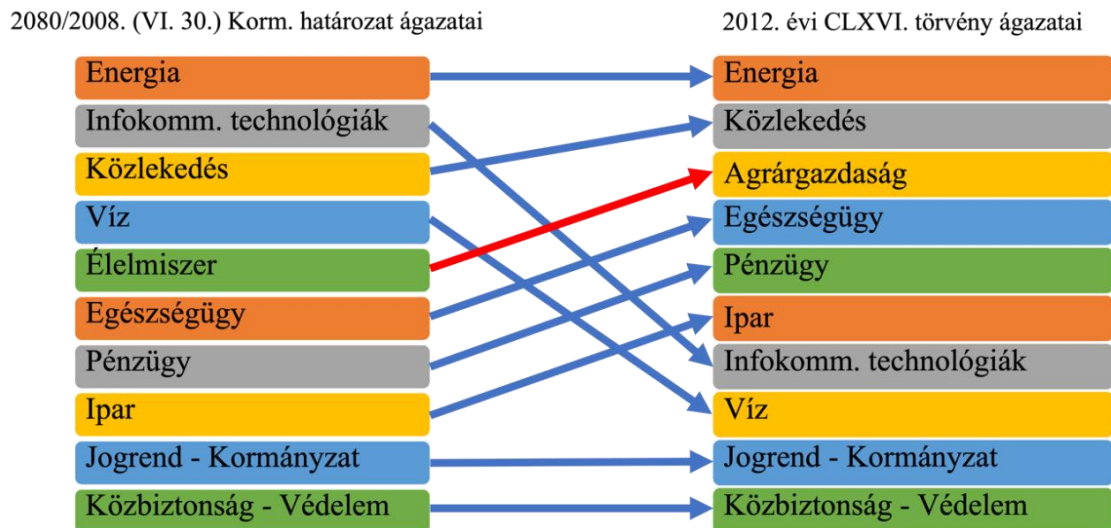 2080/2008. (VI. 30.) Korm. határozat ágazatai
Energia
Infokomm. technológiák
Közlekedés
Víz
Élelmiszer
Egészségügy
Pénzügy
Ipar
Jogrend - Kormányzat
Közbiztonság - Védelem
2012. évi CLXVI. törvény ágazatai
Energia
Közlekedés
Agrárgazdaság
Egészségügy
Pénzügy
Ipar
Infokomm. technológiák
Víz
Jogrend - Kormányzat
Közbiztonság - Védelem